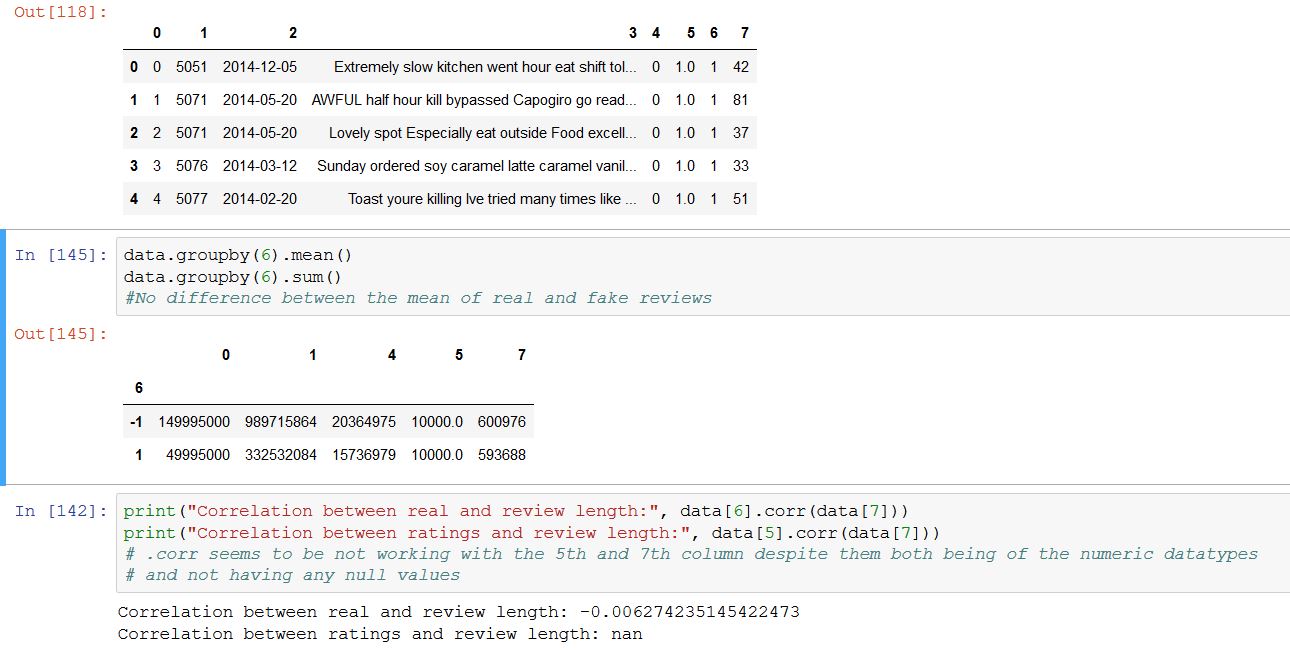 Out[118]:
0 1 2 3 4 5 6 7
0 0 5051 2014-12-05 Extremely slow kitchen went hour eat shift tol... 0 1.0 1 42
1 1 5071 2014-05-20 AWFUL half hour kill bypassed Capogiro go read... 0 1.0 1 81
2 2 5071 2014-05-20 Lovely spot Especially eat outside Food excell... 0 1.0 1 37
3 3 5076 2014-03-12 Sunday ordered soy caramel latte caramel vanil... 0 1.0 1 33
4 4 5077 2014-02-20 Toast youre killing Ive tried many times like ... 0 1.0 1 51
In [145]: data.groupby(6).mean()
data.groupby(6).sum()
#No difference between the mean of real and fake reviews
Out[145]:
0 1 4 5 7
6
-1 149995000 989715864 20364975 10000.0 600976
1 49995000 332532084 15736979 10000.0 593688
In [142]: print("Correlation between real and review length:", data[6].corr(data[7]))
print("Correlation between ratings and review length:", data[5].corr(data[7]))
# .corr seems to be not working with the 5th and 7th column despite them both being of the numeric datatypes
# and not having any null values
Correlation between real and review length: -0.006274235145422473
Correlation between ratings and review length: nan